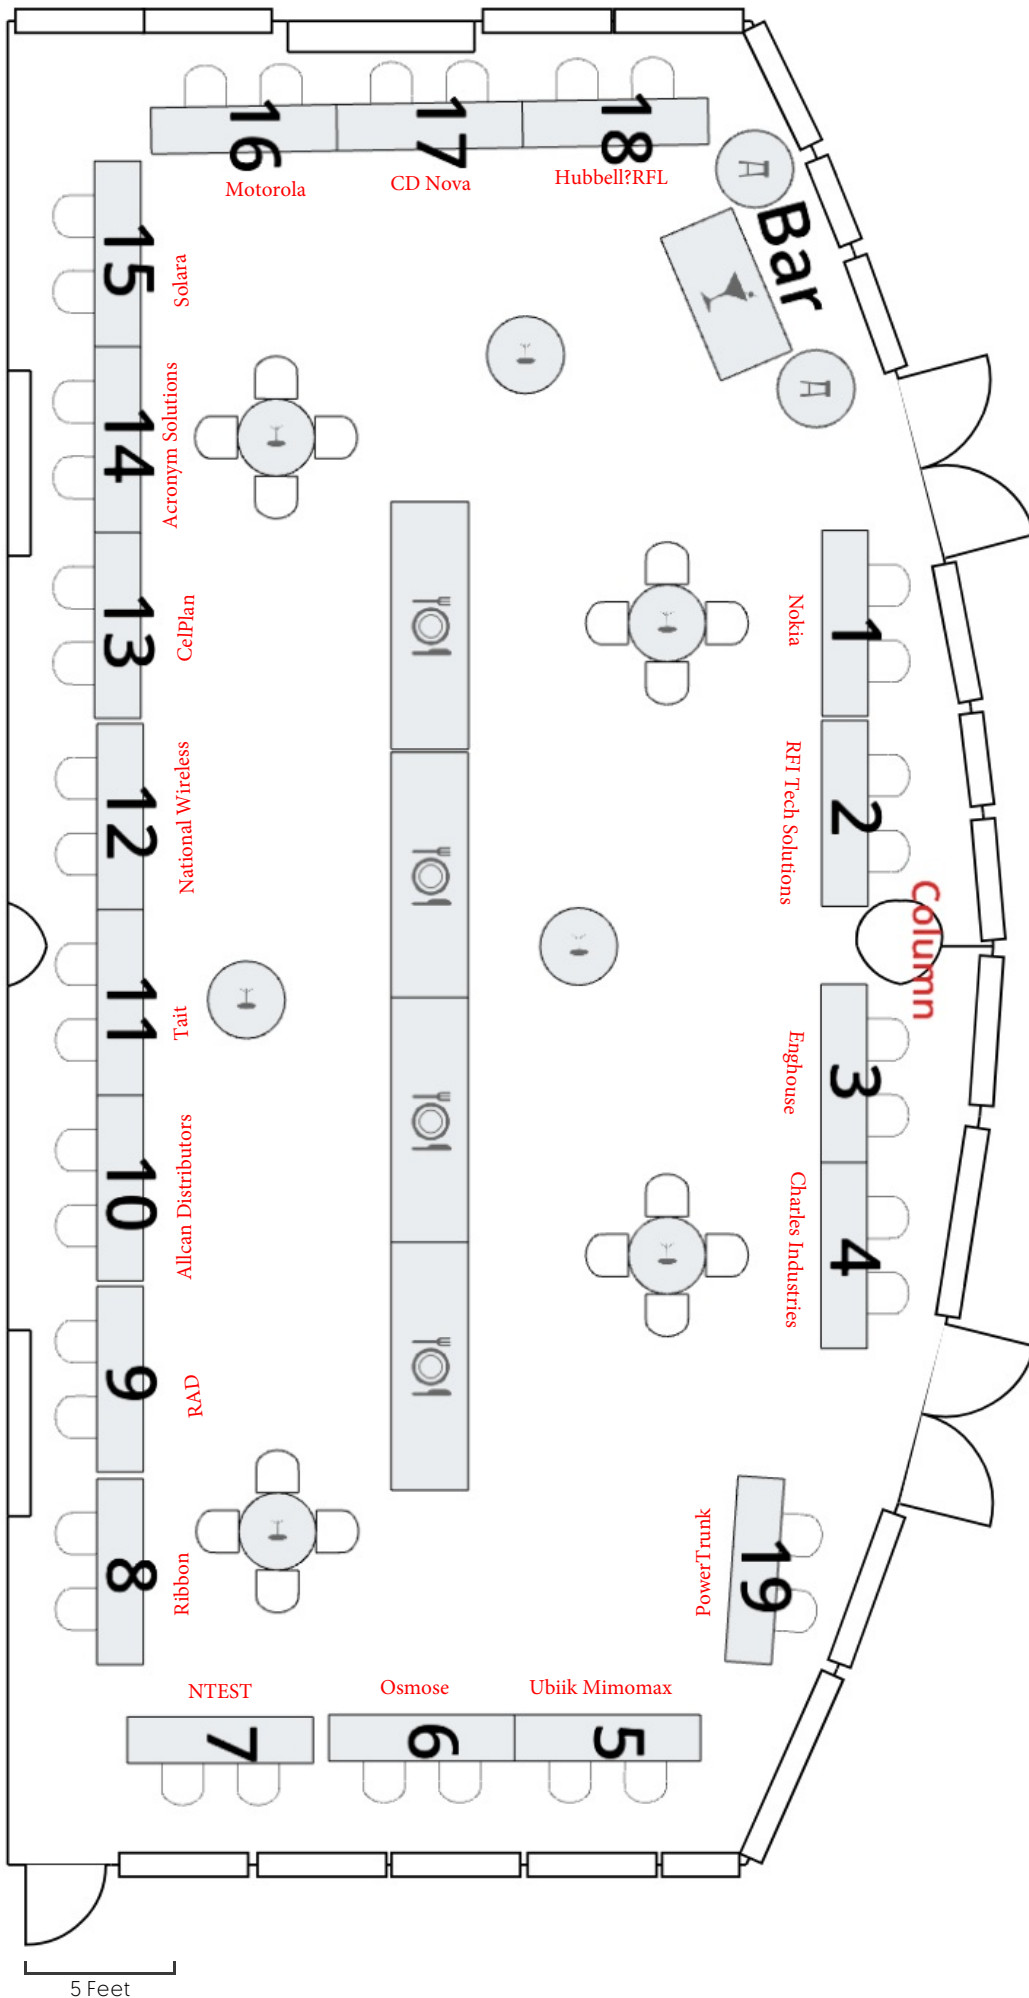 16
17
18
Motorola
CD Nova
Hubbell?RFL
Bar
15
Solara
14
Acronym Solutions
13
CelPlan
Nokia
1
12
National Wireless
RFI Tech Solutions
2
Column
11
Tait
Enghouse
3
10
Allcan Distributors
Charles Industries
4
9
RAD
8
Ribbon
PowerTrunk
19
NTEST
Osmose
Ubiik Mimomax
7
6
5
5 Feet